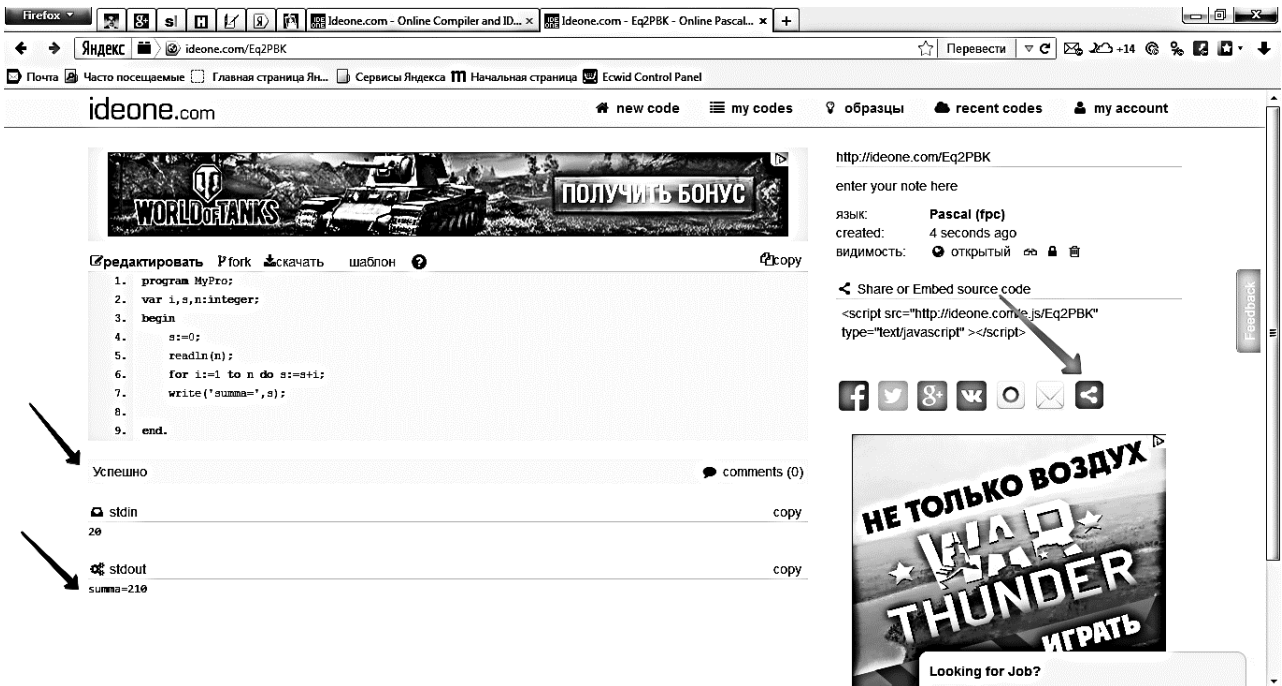 Firefox
Ideone.com - Online Compiler and ID... ×
Ideone.com - Eq2PBK - Online Pascal... ×
Яндекс
ideone.com/Eq2PBK
Перевести
+14
Почта
Часто посещаемые
Главная страница Ян...
Сервисы Яндекса
Начальная страница
Ecwid Control Panel
ideone.com
new code
my codes
образцы
recent codes
my account
WORLD OF TANKS
ПОЛУЧИТЬ БОНУС
редактировать
fork
скачать
шаблон
copy
1. program MyPro;
2. var i,s,n:integer;
3. begin
4. s:=0;
5. readln(n);
6. for i:=1 to n do s:=s+i;
7. write('summa=',s);
8.
9. end.
Успешно
comments (0)
stdin
copy
20
stdout
copy
summa=210
http://ideone.com/Eq2PBK
enter your note here
язык: Pascal (fpc)
created: 4 seconds ago
видимость: открытый
Share or Embed source code
<script src="http://ideone.com/e.js/Eq2PBK"
type="text/javascript" ></script>
Feedback
НЕ ТОЛЬКО ВОЗДУХ
WAR
THUNDER
ИГРАТЬ
Looking for Job?